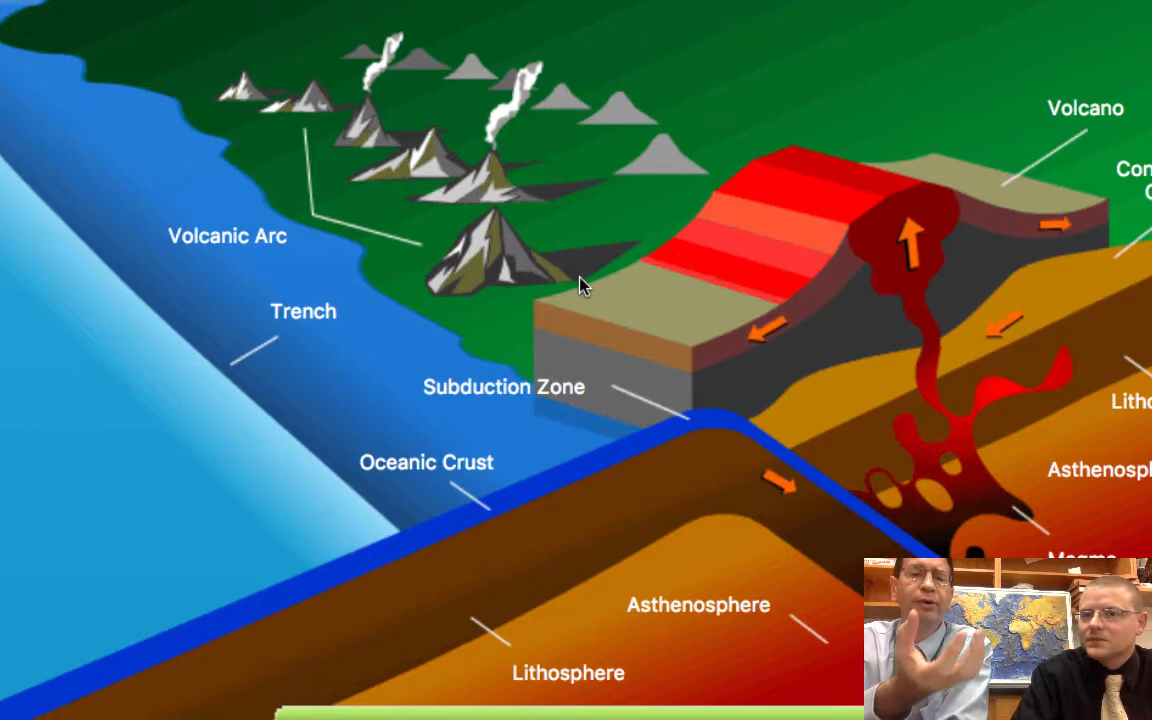 Volcano
Volcanic Arc
Trench
Subduction Zone
Oceanic Crust
Asthenosphere
Lithosphere